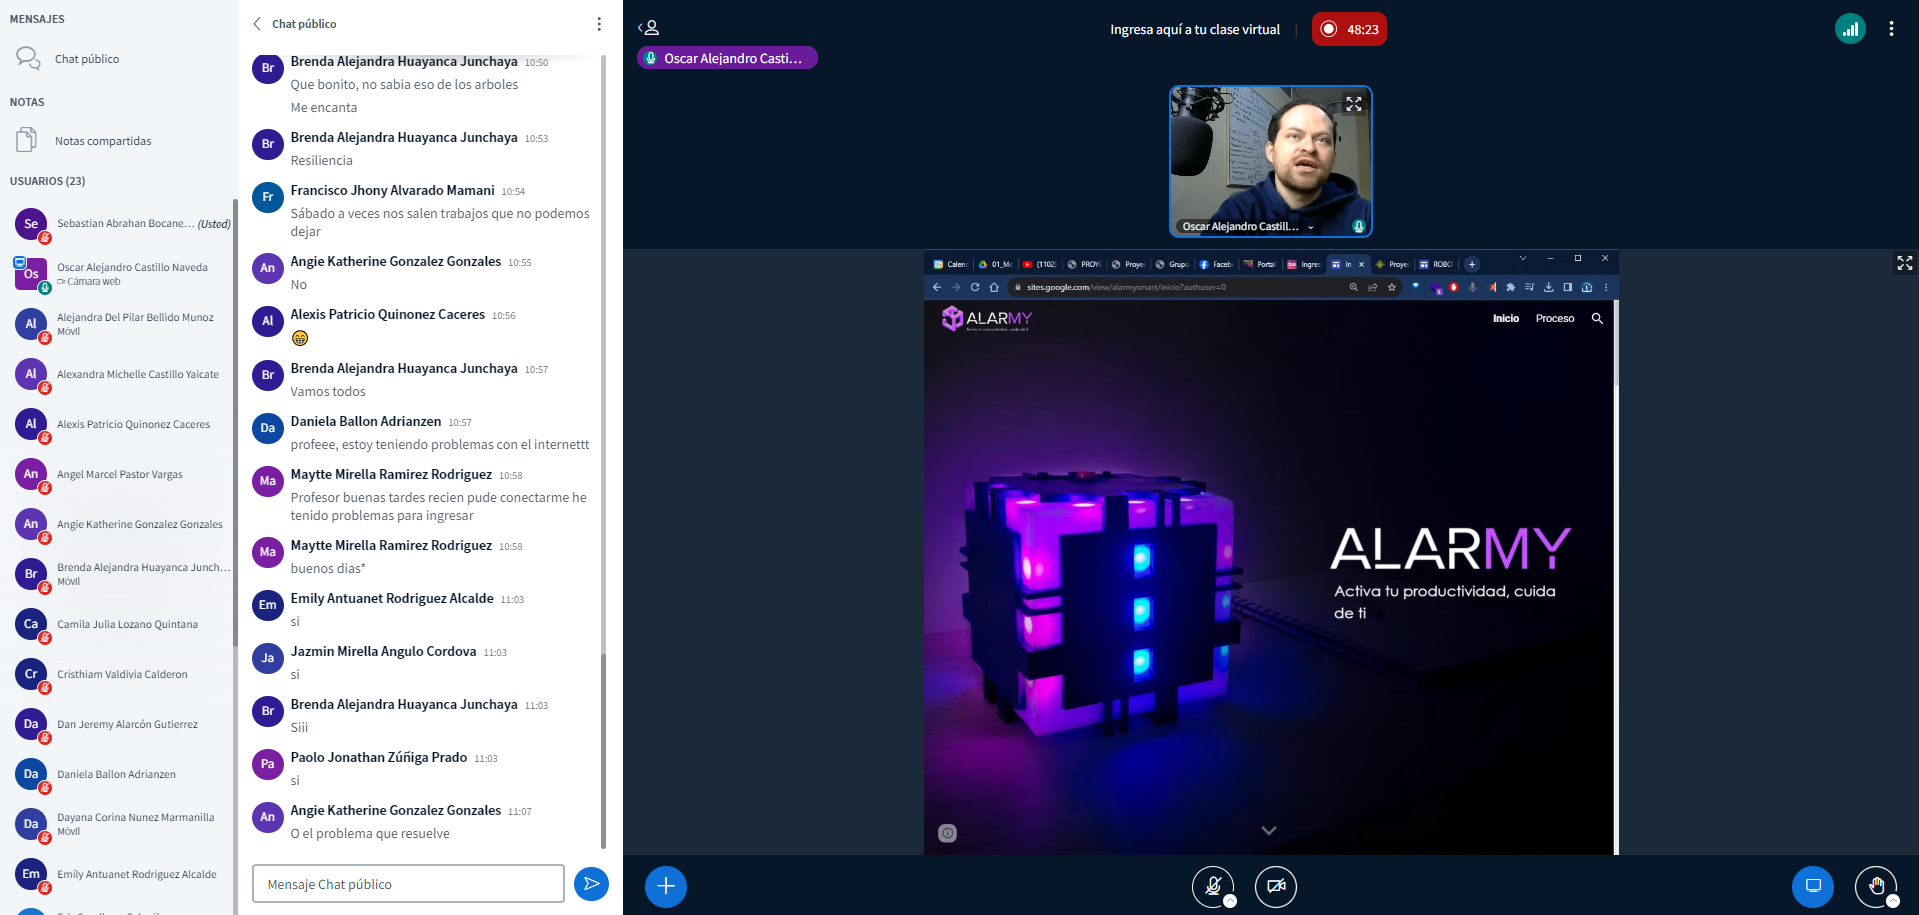 MENSAJES
Chat público
NOTAS
Notas compartidas
USUARIOS (23)
Se
Sebastian Abrahan Bocane... (Usted)
Os
Oscar Alejandro Castillo Naveda
Cámara web
Al
Alejandra Del Pilar Bellido Munoz
Móvil
Al
Alexandra Michelle Castillo Yaicate
Al
Alexis Patricio Quinonez Caceres
An
Angel Marcel Pastor Vargas
An
Angie Katherine Gonzalez Gonzales
Br
Brenda Alejandra Huayanca Junch...
Móvil
Ca
Camila Julia Lozano Quintana
Cr
Cristhiam Valdivia Calderon
Da
Dan Jeremy Alarcón Gutierrez
Da
Daniela Ballon Adrianzen
Da
Dayana Corina Nunez Marmanilla
Móvil
Em
Emily Antuanet Rodriguez Alcalde
Chat público
Br
Brenda Alejandra Huayanca Junchaya 10:50
Que bonito, no sabia eso de los arboles
Me encanta
Br
Brenda Alejandra Huayanca Junchaya 10:53
Resiliencia
Fr
Francisco Jhony Alvarado Mamani 10:54
Sábado a veces nos salen trabajos que no podemos
dejar
An
Angie Katherine Gonzalez Gonzales 10:55
No
Al
Alexis Patricio Quinonez Caceres 10:56
Br
Brenda Alejandra Huayanca Junchaya 10:57
Vamos todos
Da
Daniela Ballon Adrianzen 10:57
profeee, estoy teniendo problemas con el internettt
Ma
Maytte Mirella Ramirez Rodriguez 10:58
Profesor buenas tardes recien pude conectarme he
tenido problemas para ingresar
Ma
Maytte Mirella Ramirez Rodriguez 10:58
buenos dias*
Em
Emily Antuanet Rodriguez Alcalde 11:03
si
Ja
Jazmin Mirella Angulo Cordova 11:03
si
Br
Brenda Alejandra Huayanca Junchaya 11:03
Siii
Pa
Paolo Jonathan Zúñiga Prado 11:03
si
An
Angie Katherine Gonzalez Gonzales 11:07
O el problema que resuelve
Mensaje Chat público
Ingresa aquí a tu clase virtual
48:23
Oscar Alejandro Casti...
Oscar Alejandro Castill...
Calen
01_M
(1102)
PROYI
Proye
Grupo
Faceb
Portal
Ingres
In
Proye
ROBO
sites.google.com/view/alarmysmart/inicio?authuser=0
ALARMY
Inicio
Proceso
ALARMY
Activa tu productividad, cuida
de ti